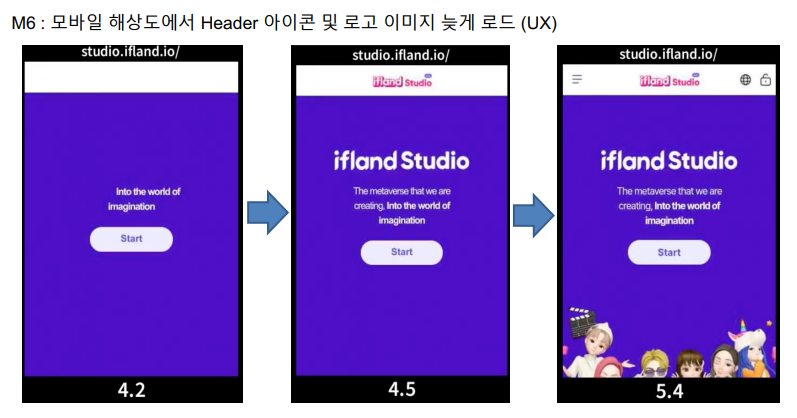 M6 : 모바일 해상도에서 Header 아이콘 및 로고 이미지 늦게 로드 (UX)
studio.ifland.io/
Into the world of
imagination
Start
4.2
studio.ifland.io/
ifland Studio
ifland Studio
The metaverse that we are
creating, Into the world of
imagination
Start
4.5
studio.ifland.io/
ifland Studio
ifland Studio
The metaverse that we are
creating, Into the world of
imagination
Start
5.4